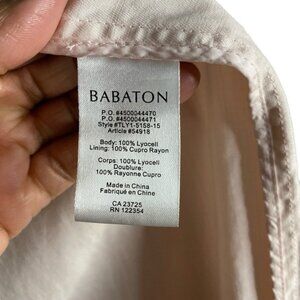 BABATON
P.O. #4500044470
P.O. #4500044471
Style #TLY1-5158-15
Article #54918
Body: 100% Lyocell
Lining: 100% Cupro Rayon
Corps: 100% Lyocell
Doublure:
100% Rayonne Cupro
Made in China
Fabriqué en Chine
CA 23725
RN 122354